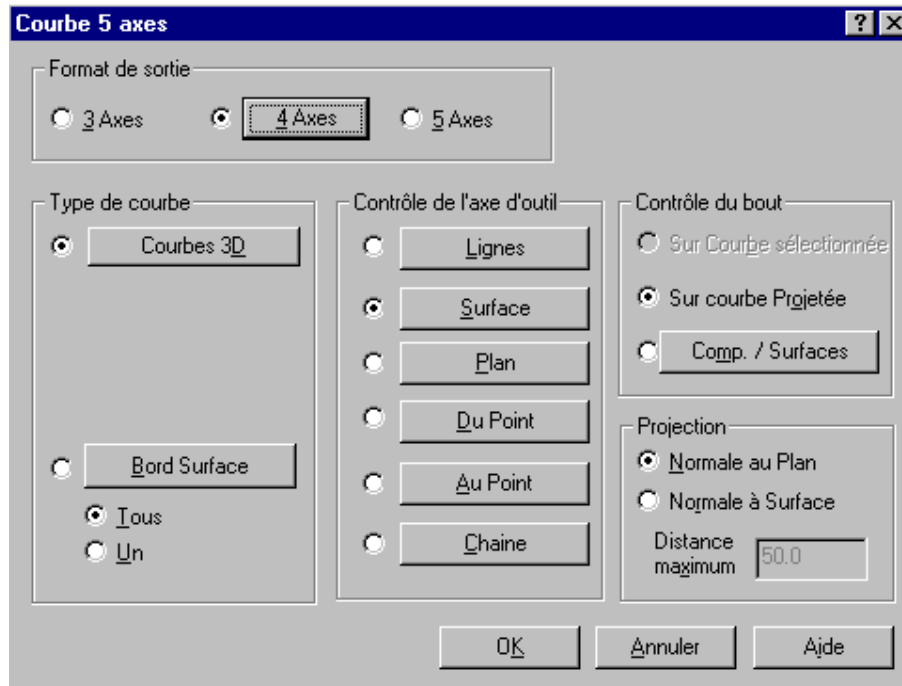 Courbe 5 axes
Format de sortie
3 Axes
4 Axes
5 Axes
Type de courbe
Courbes 3D
Bord Surface
Tous
Un
Contrôle de l'axe d'outil
Lignes
Surface
Plan
Du Point
Au Point
Chaine
Contrôle du bout
Sur Courbe sélectionnée
Sur courbe Projetée
Comp. / Surfaces
Projection
Normale au Plan
Normale à Surface
Distance
maximum
50.0
OK
Annuler
Aide